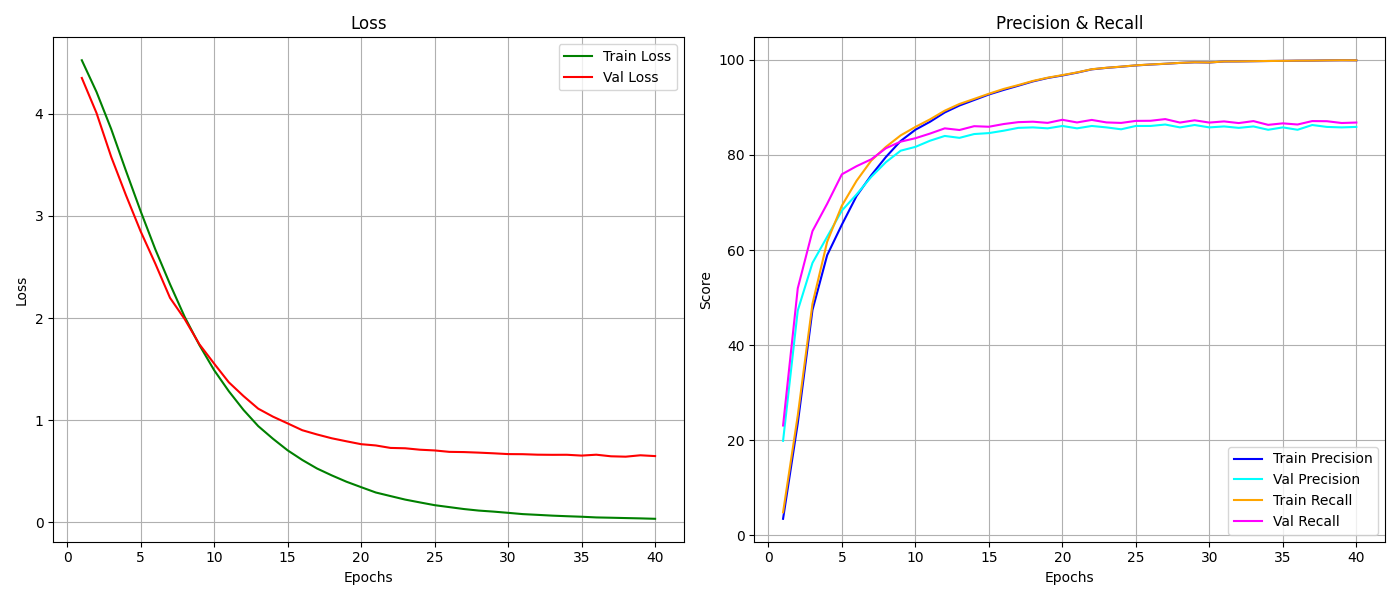 Loss
Train Loss
Val Loss
4
3
2
1
0
Loss
0 5 10 15 20 25 30 35 40
Epochs
Precision & Recall
100
80
60
40
20
0
Score
Train Precision
Val Precision
Train Recall
Val Recall
0 5 10 15 20 25 30 35 40
Epochs